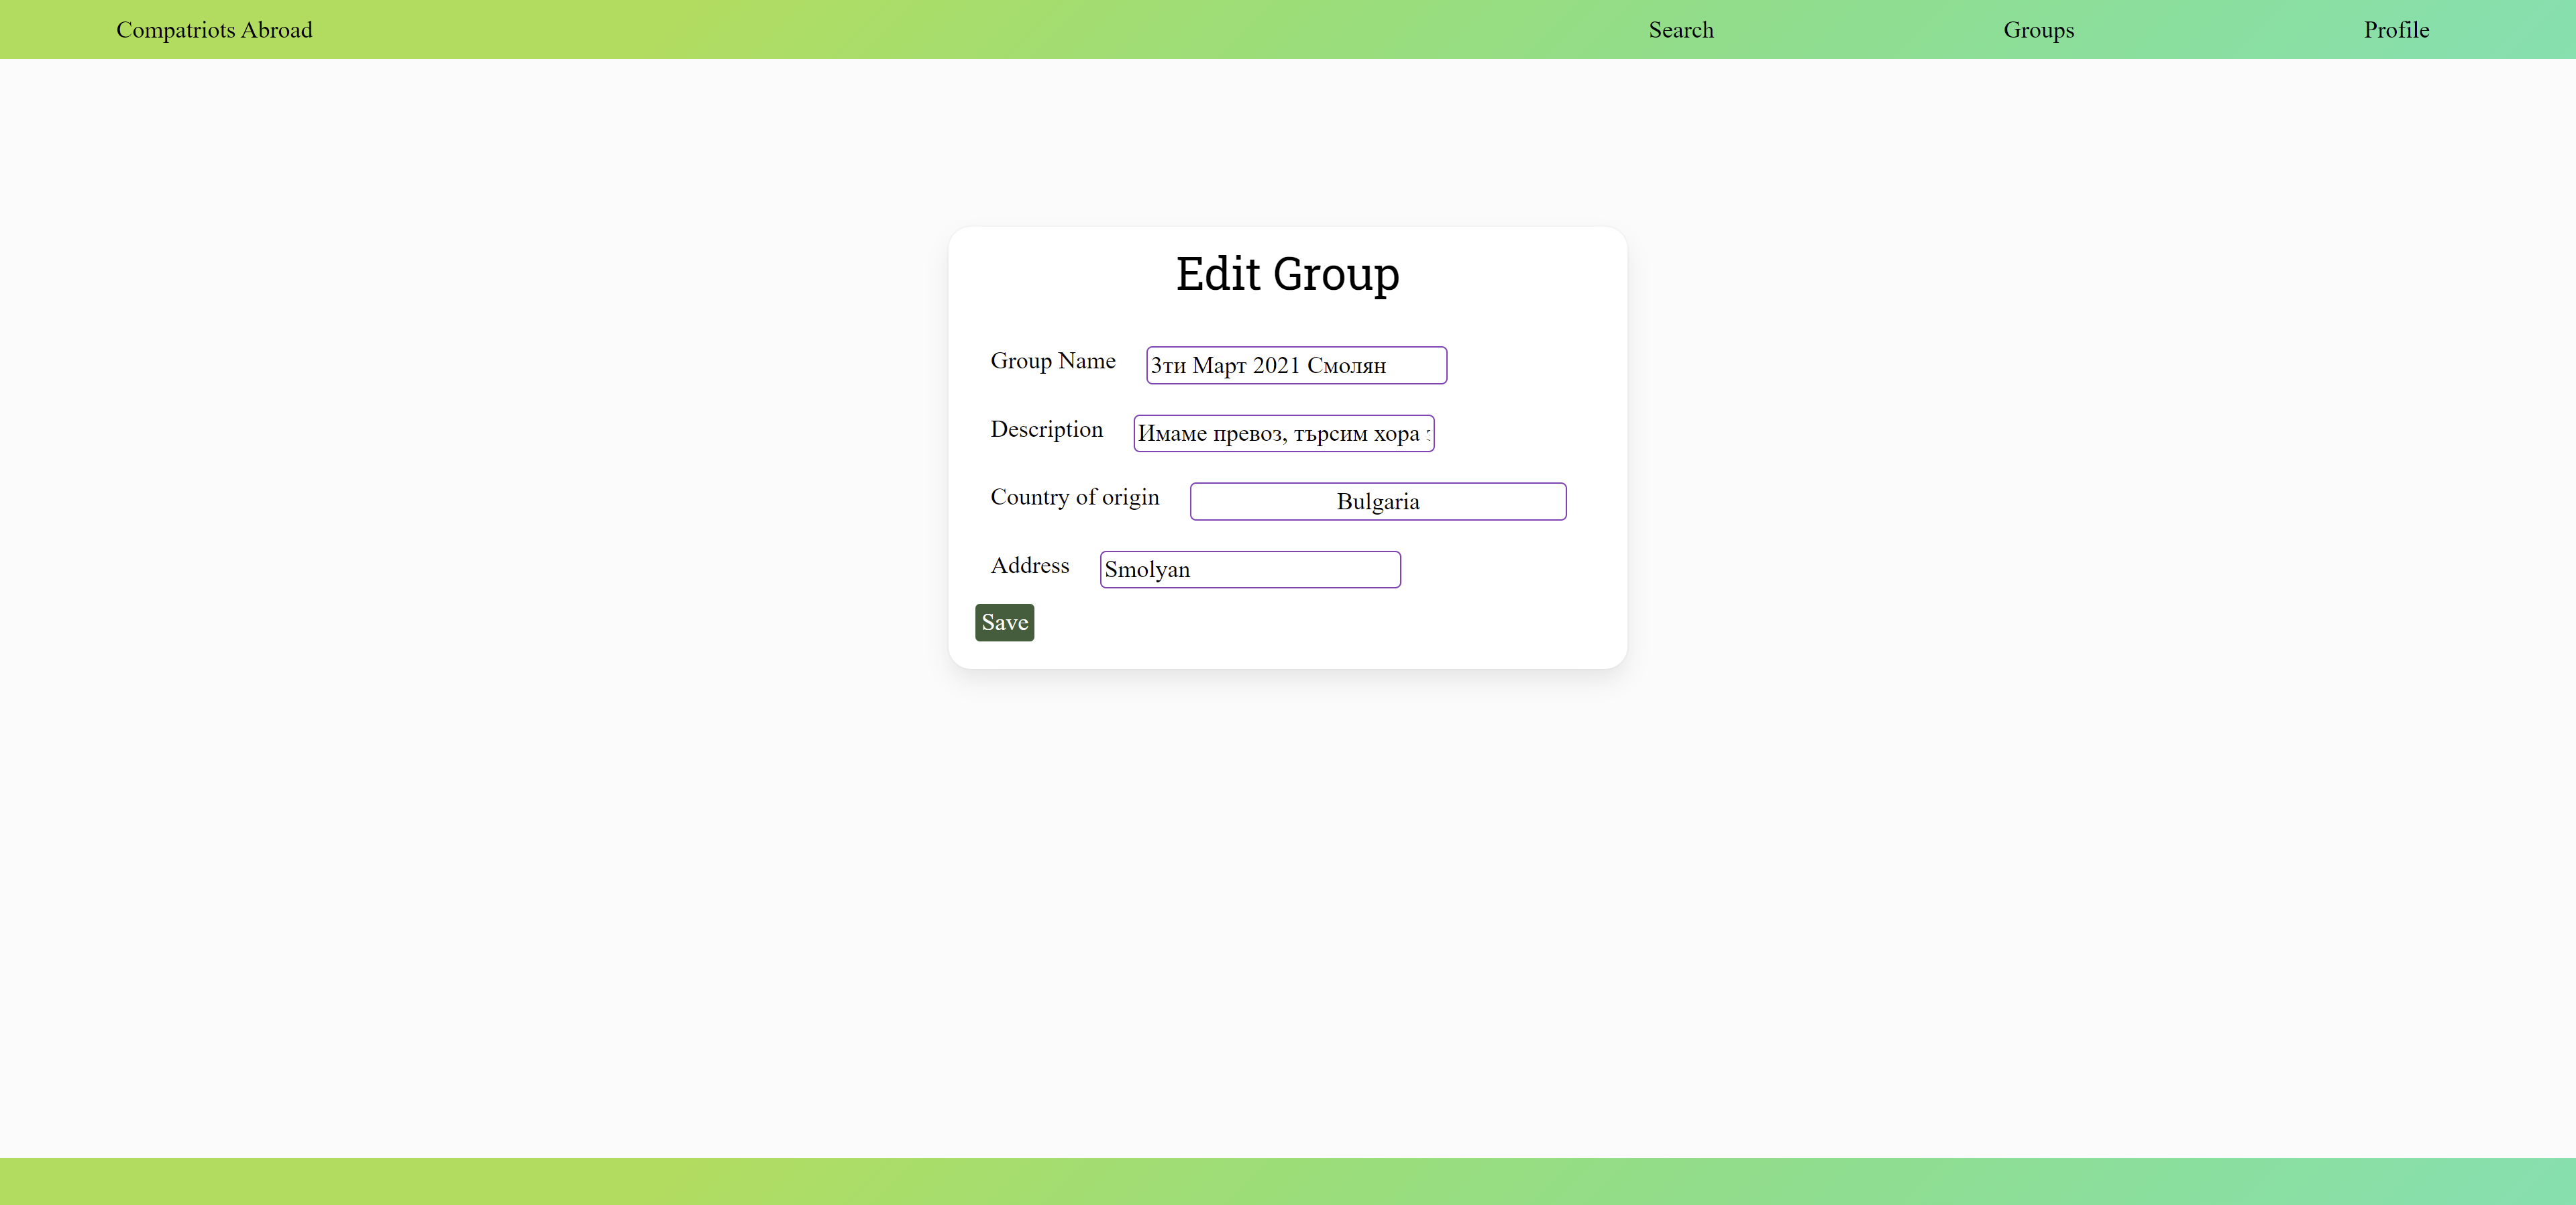 Compatriots Abroad Search Groups Profile
Edit Group
Group Name 3ти Март 2021 Смолян
Description Имаме превоз, търсим хора
Country of origin Bulgaria
Address Smolyan
Save